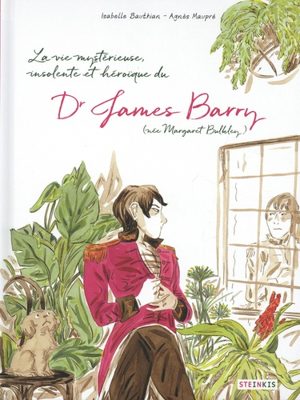 Isabelle Bauthian - Agnès Maupré
La vie mystérieuse,
insolente et héroïque du
Dr James Barry
(née Margaret Bulkley)
STEINKIS